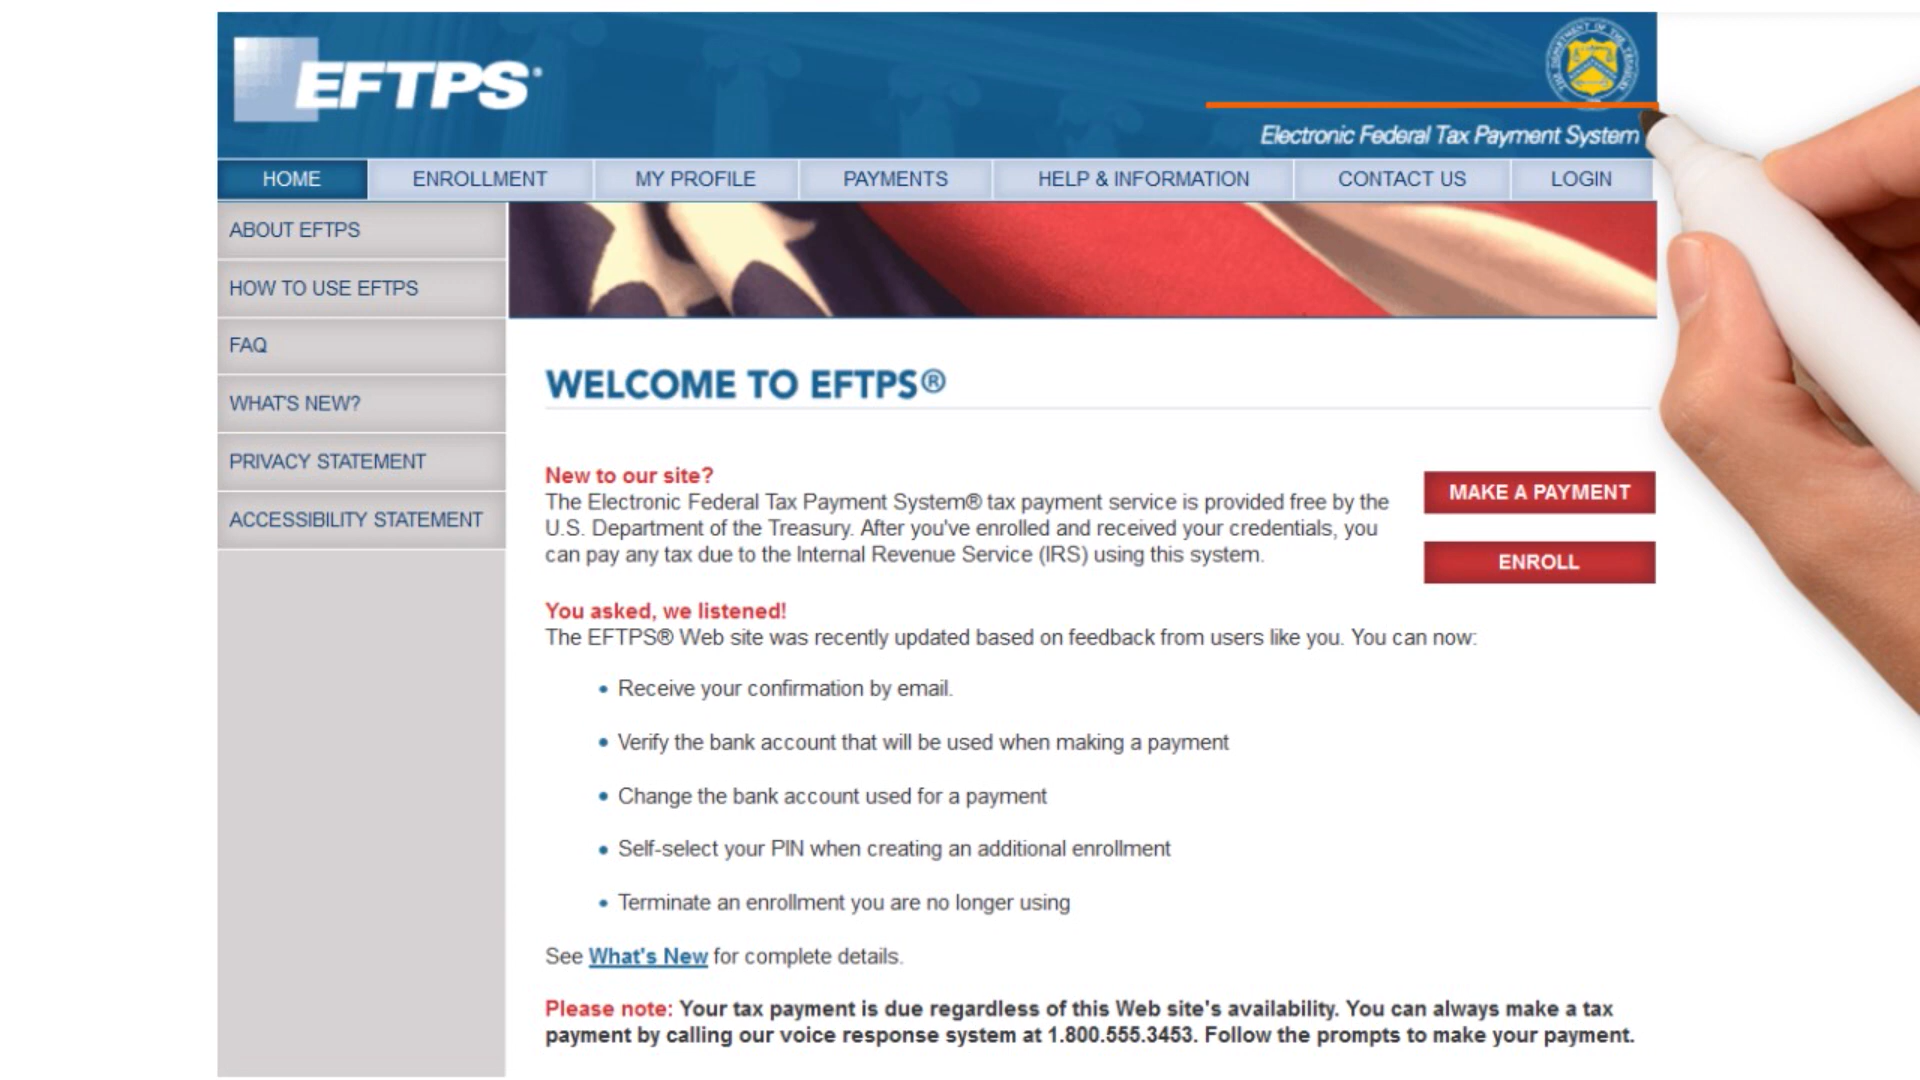 EFTPS
Electronic Federal Tax Payment System
HOME ENROLLMENT MY PROFILE PAYMENTS HELP & INFORMATION CONTACT US LOGIN
ABOUT EFTPS
HOW TO USE EFTPS
FAQ
WHAT'S NEW?
PRIVACY STATEMENT
ACCESSIBILITY STATEMENT
WELCOME TO EFTPS®
New to our site?
The Electronic Federal Tax Payment System® tax payment service is provided free by the
U.S. Department of the Treasury. After you've enrolled and received your credentials, you
can pay any tax due to the Internal Revenue Service (IRS) using this system.
MAKE A PAYMENT
ENROLL
You asked, we listened!
The EFTPS® Web site was recently updated based on feedback from users like you. You can now:
• Receive your confirmation by email.
• Verify the bank account that will be used when making a payment
• Change the bank account used for a payment
• Self-select your PIN when creating an additional enrollment
• Terminate an enrollment you are no longer using
See What's New for complete details.
Please note: Your tax payment is due regardless of this Web site's availability. You can always make a tax
payment by calling our voice response system at 1.800.555.3453. Follow the prompts to make your payment.